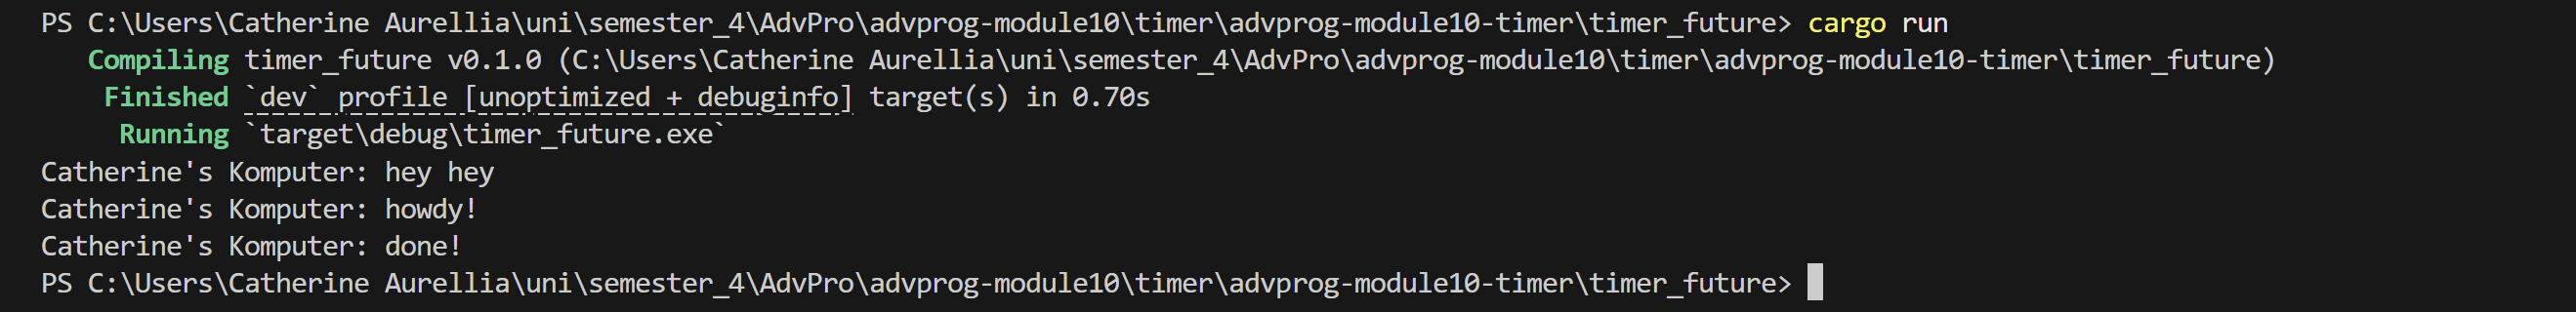 PS C:\Users\Catherine Aurellia\uni\semester_4\AdvPro\advprog-module10\timer\advprog-module10-timer\timer_future> cargo run
   Compiling timer_future v0.1.0 (C:\Users\Catherine Aurellia\uni\semester_4\AdvPro\advprog-module10\timer\advprog-module10-timer\timer_future)
    Finished `dev` profile [unoptimized + debuginfo] target(s) in 0.70s
     Running `target\debug\timer_future.exe`
Catherine's Komputer: hey hey
Catherine's Komputer: howdy!
Catherine's Komputer: done!
PS C:\Users\Catherine Aurellia\uni\semester_4\AdvPro\advprog-module10\timer\advprog-module10-timer\timer_future>